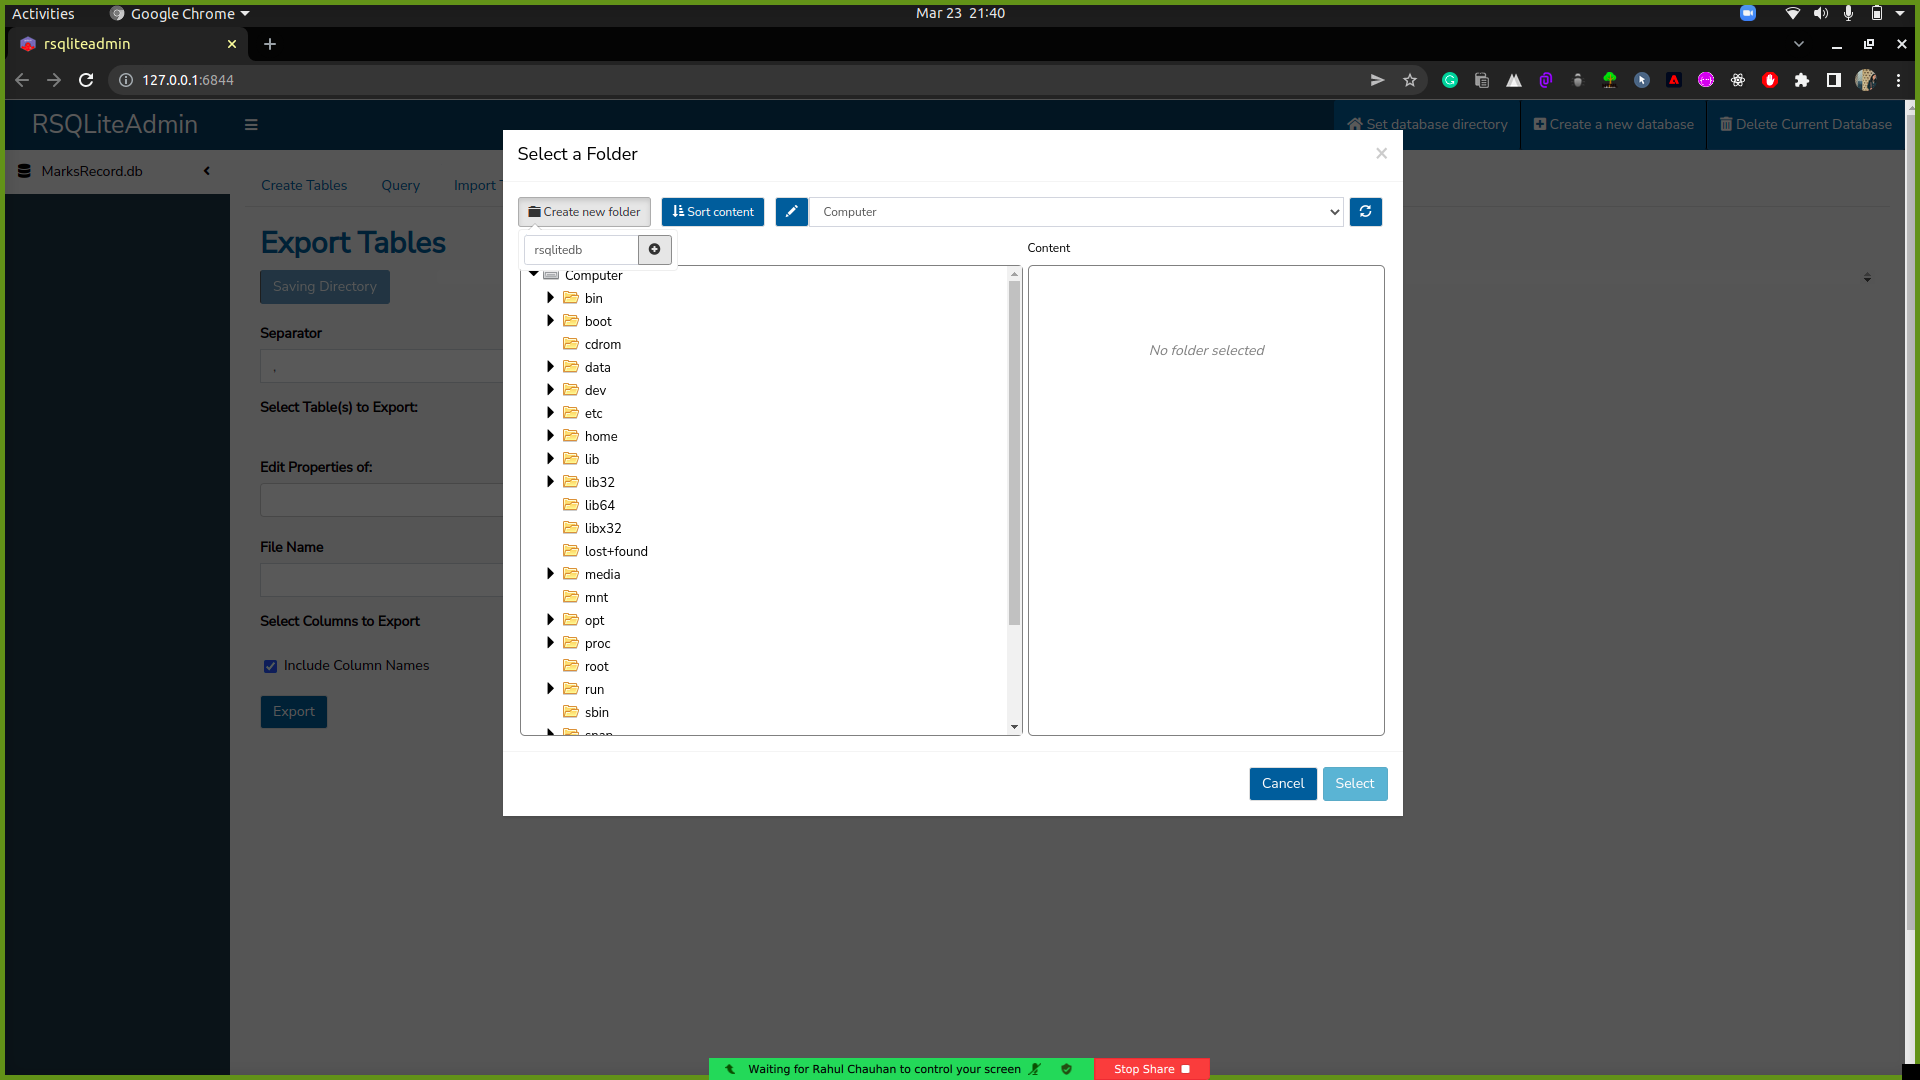 Activities
Google Chrome
Mar 23 21:40
rsqliteadmin
127.0.0.1:6844
RSQLiteAdmin
Set database directory
Create a new database
Delete Current Database
MarksRecord.db
Create Tables
Query
Import
Export Tables
Saving Directory
Separator
,
Select Table(s) to Export:
Edit Properties of:
File Name
Select Columns to Export
Include Column Names
Export
Select a Folder
×
Create new folder
Sort content
Computer
rsqlitedb
Content
Computer
bin
boot
cdrom
data
dev
etc
home
lib
lib32
lib64
libx32
lost+found
media
mnt
opt
proc
root
run
sbin
snap
No folder selected
Cancel
Select
Waiting for Rahul Chauhan to control your screen
Stop Share